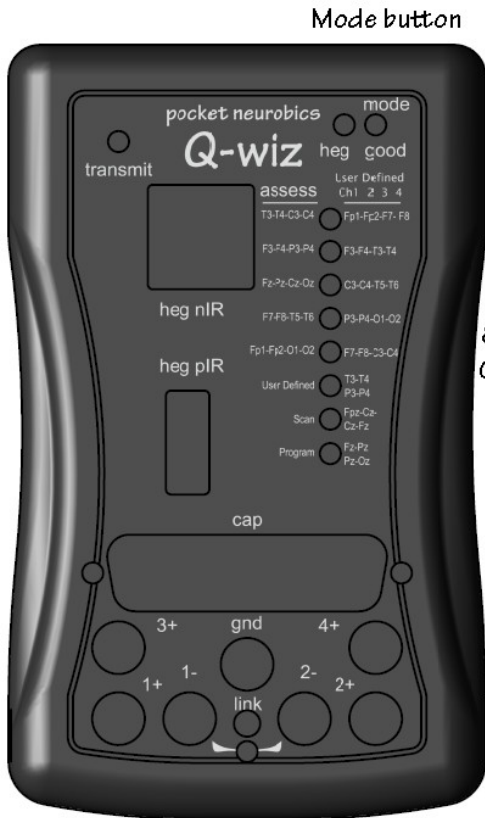 Mode button
pocket neurobics
mode
Q-wiz
heg good
transmit
User Defined
assess Ch1 2 3 4
T3-T4-C3-C4 Fp1-Fp2-F7- F8
F3-F4-P3-P4 F3-F4-T3-T4
Fz-Pz-Cz-Oz C3-C4-T5-T6
heg nIR
F7-F8-T5-T6 P3-P4-O1-O2
Fp1-Fp2-O1-O2 F7-F8-C3-C4
heg pIR
User Defined T3-T4
P3-P4
Scan Fpz-Cz-
Cz-Fz
Program Fz-Pz
Pz-Oz
cap
3+ gnd 4+
1+ 1- 2- 2+
link